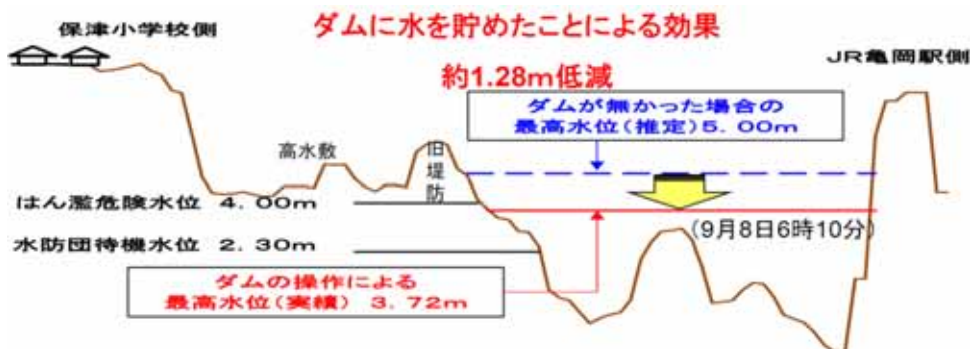 保津小学校側
ダムに水を貯めたことによる効果
約1.28m低減
JR亀岡駅側
ダムが無かった場合の
最高水位(推定)5.00m
高水敷
旧堤防
はん濫危険水位 4.00m
(9月8日6時10分)
水防団待機水位 2.30m
ダムの操作による
最高水位(実績) 3.72m